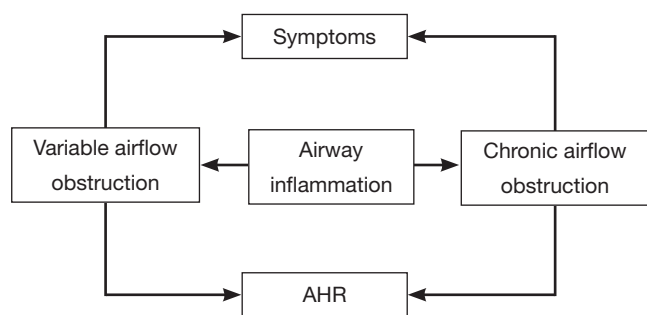 Symptoms
Variable airflow
obstruction
Airway
inflammation
Chronic airflow
obstruction
AHR